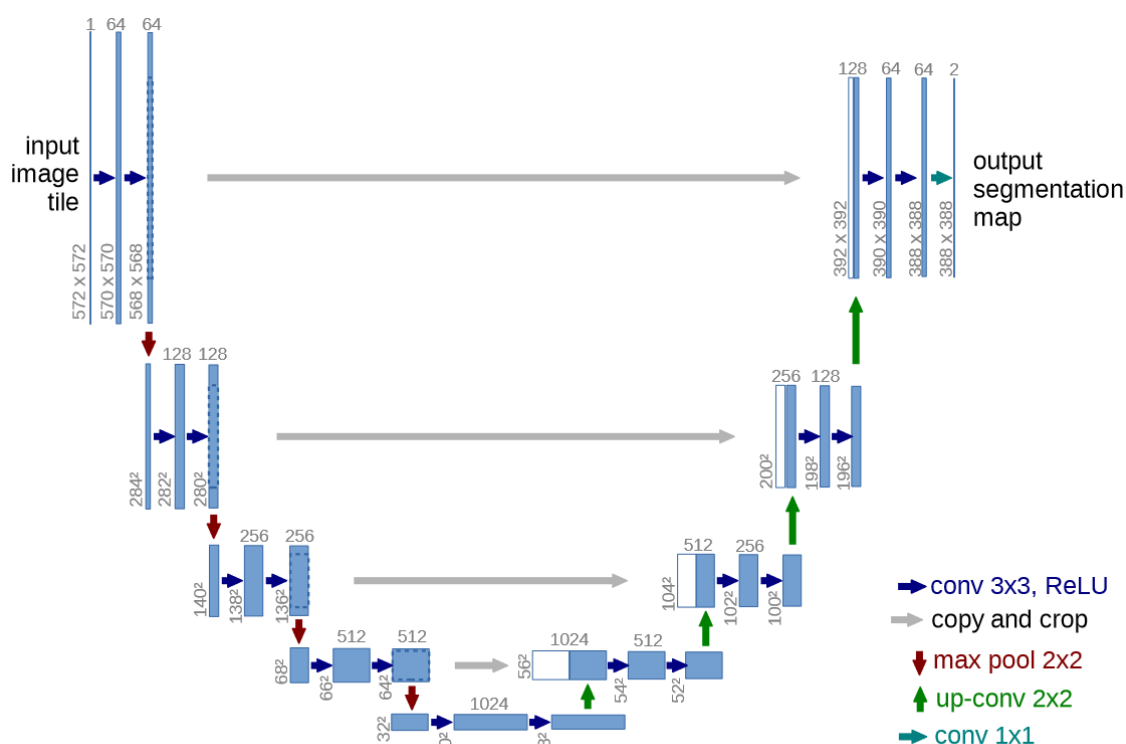 1 64 64
128 64 64 2
input
image
tile
output
segmentation
map
572 x 572
570 x 570
568 x 568
392 x 392
390 x 390
388 x 388
388 x 388
128 128
256 128
284²
282²
280²
200²
198²
196²
256 256
512 256
140²
138²
136²
104²
102²
100²
512 512
1024 512
68²
66²
64²
56²
54²
52²
1024
32²
conv 3x3, ReLU
copy and crop
max pool 2x2
up-conv 2x2
conv 1x1